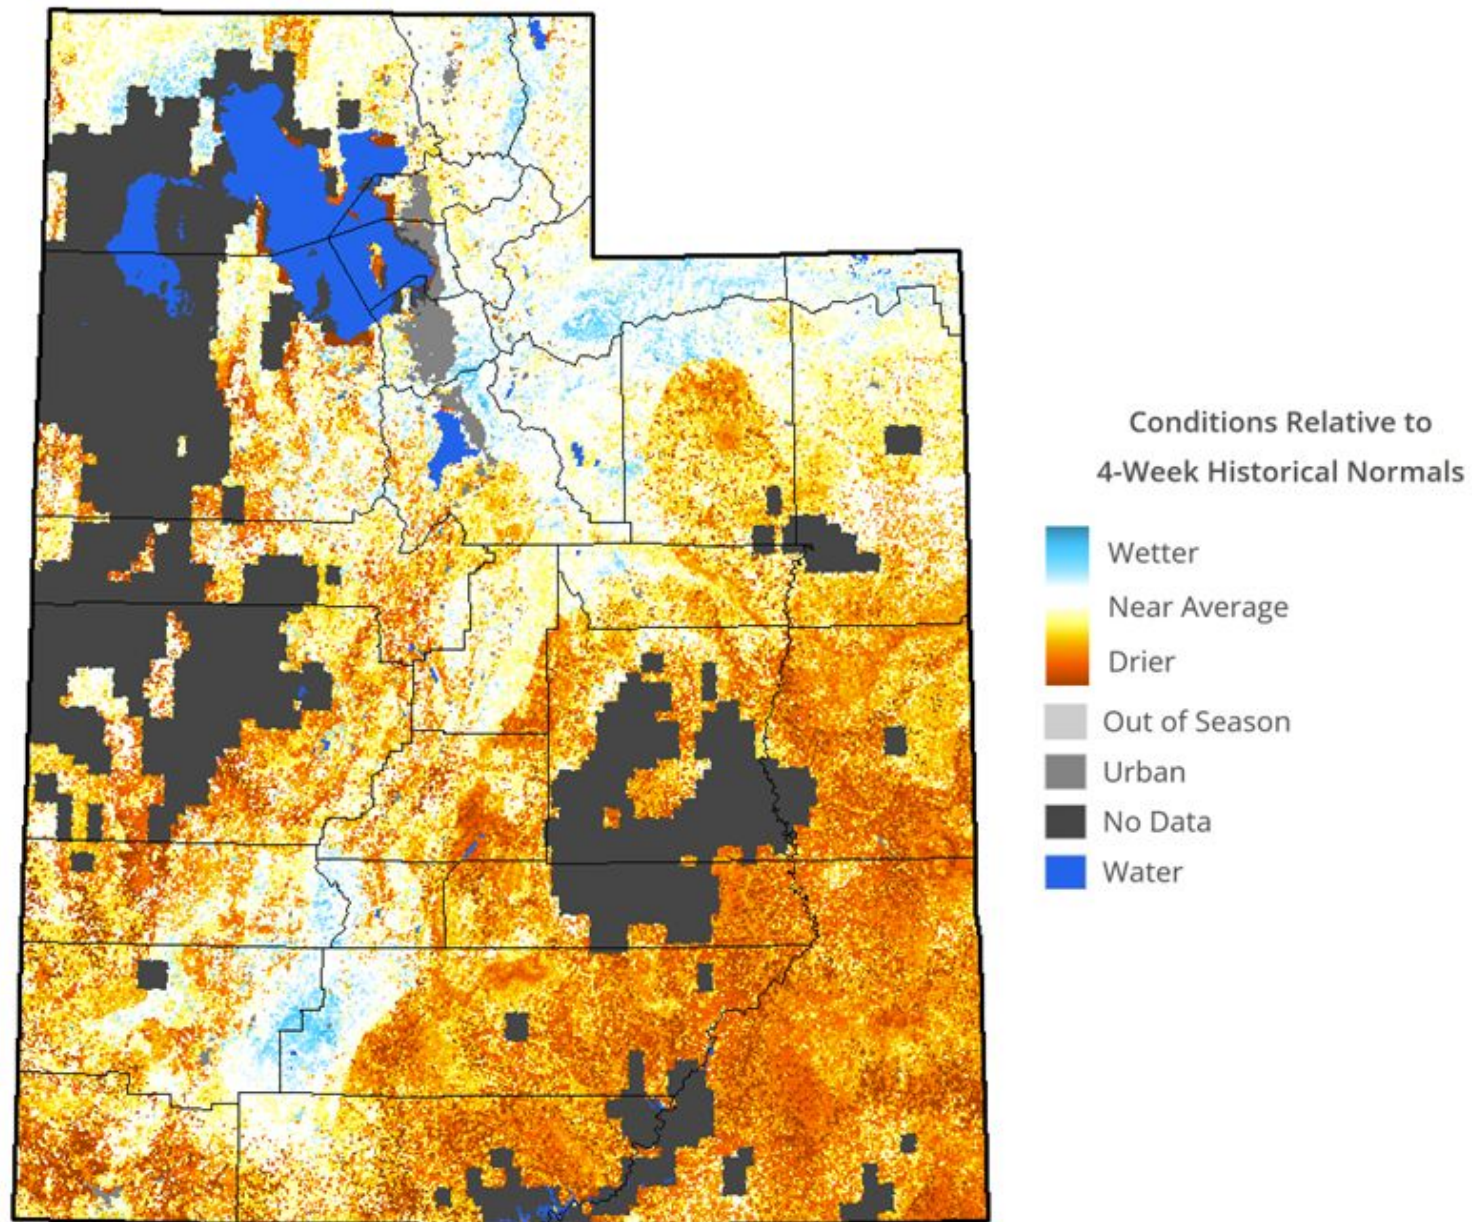 Conditions Relative to
4-Week Historical Normals
Wetter
Near Average
Drier
Out of Season
Urban
No Data
Water